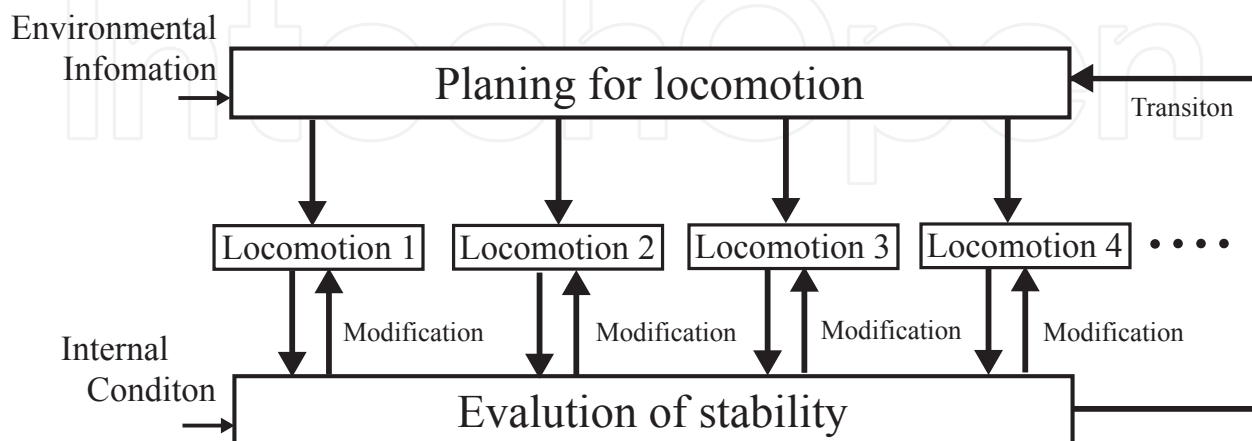 Environmental
Infomation
Planing for locomotion
Transiton
Locomotion 1
Locomotion 2
Locomotion 3
Locomotion 4
Modification
Modification
Modification
Modification
Internal
Conditon
Evalution of stability
IntechOpen